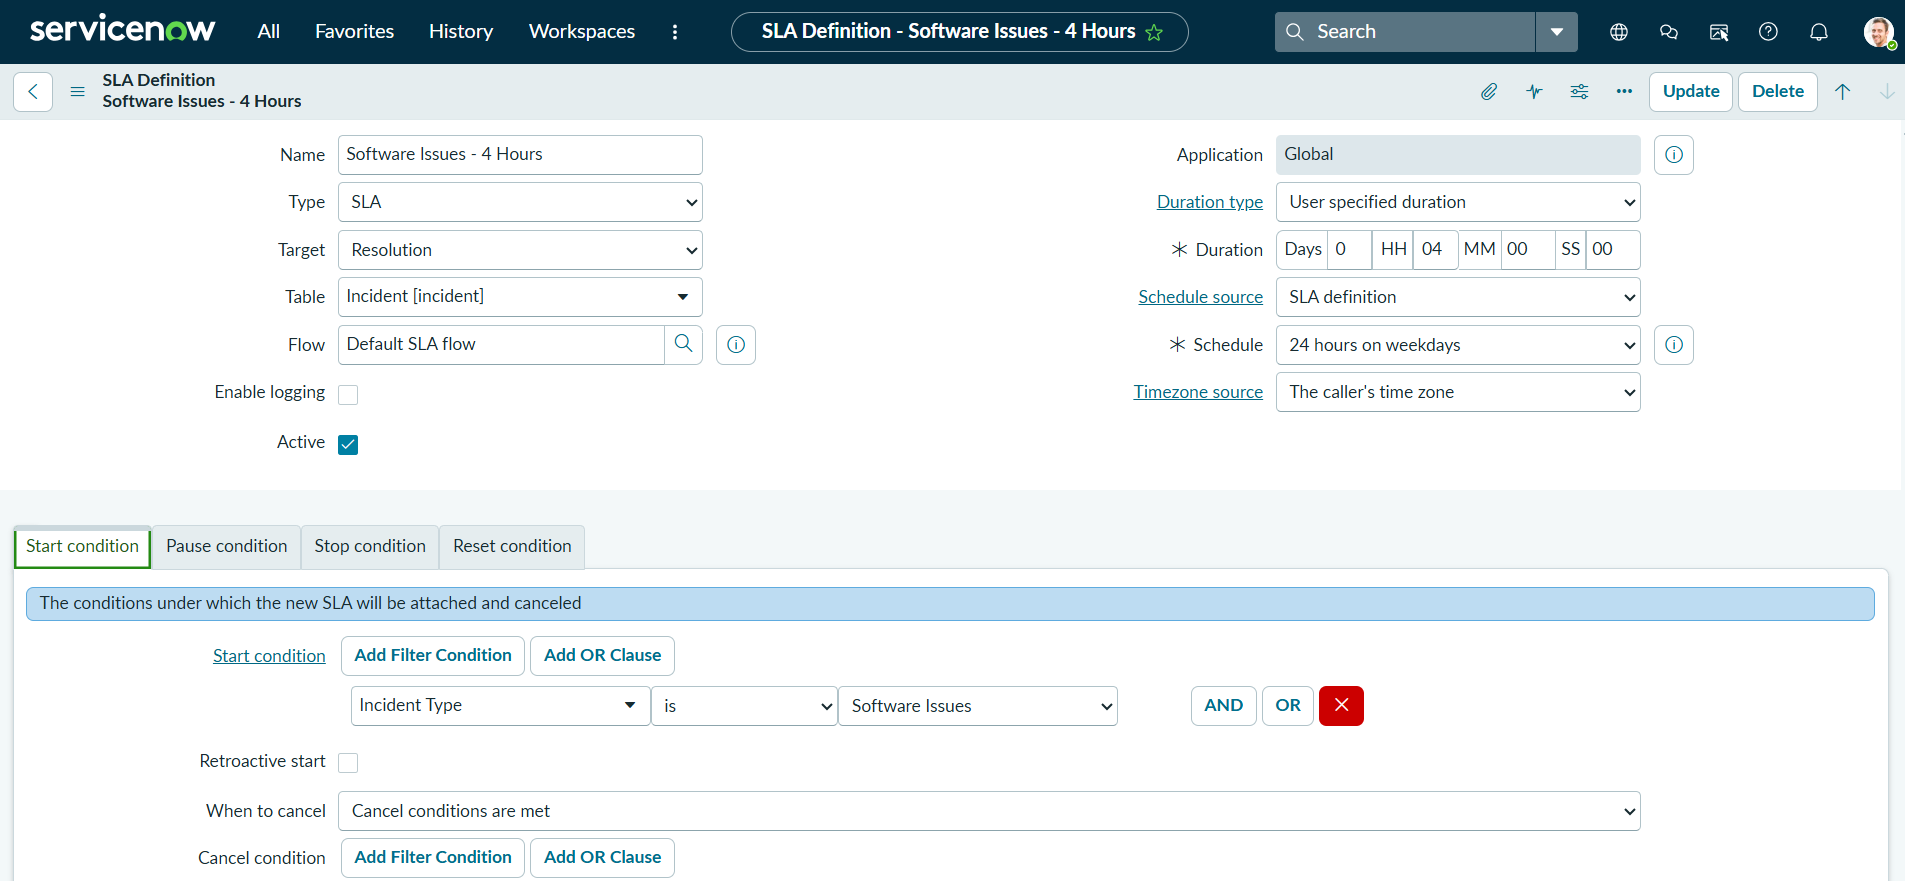 servicenow All Favorites History Workspaces SLA Definition - Software Issues - 4 Hours Search
SLA Definition
Software Issues - 4 Hours
Update Delete
Name Software Issues - 4 Hours
Application Global
Type SLA
Duration type User specified duration
Target Resolution
Duration Days 0 HH 04 MM 00 SS 00
Table Incident [incident]
Schedule source SLA definition
Flow Default SLA flow
Schedule 24 hours on weekdays
Enable logging
Timezone source The caller's time zone
Active
Start condition Pause condition Stop condition Reset condition
The conditions under which the new SLA will be attached and canceled
Start condition Add Filter Condition Add OR Clause
Incident Type is Software Issues AND OR
Retroactive start
When to cancel Cancel conditions are met
Cancel condition Add Filter Condition Add OR Clause